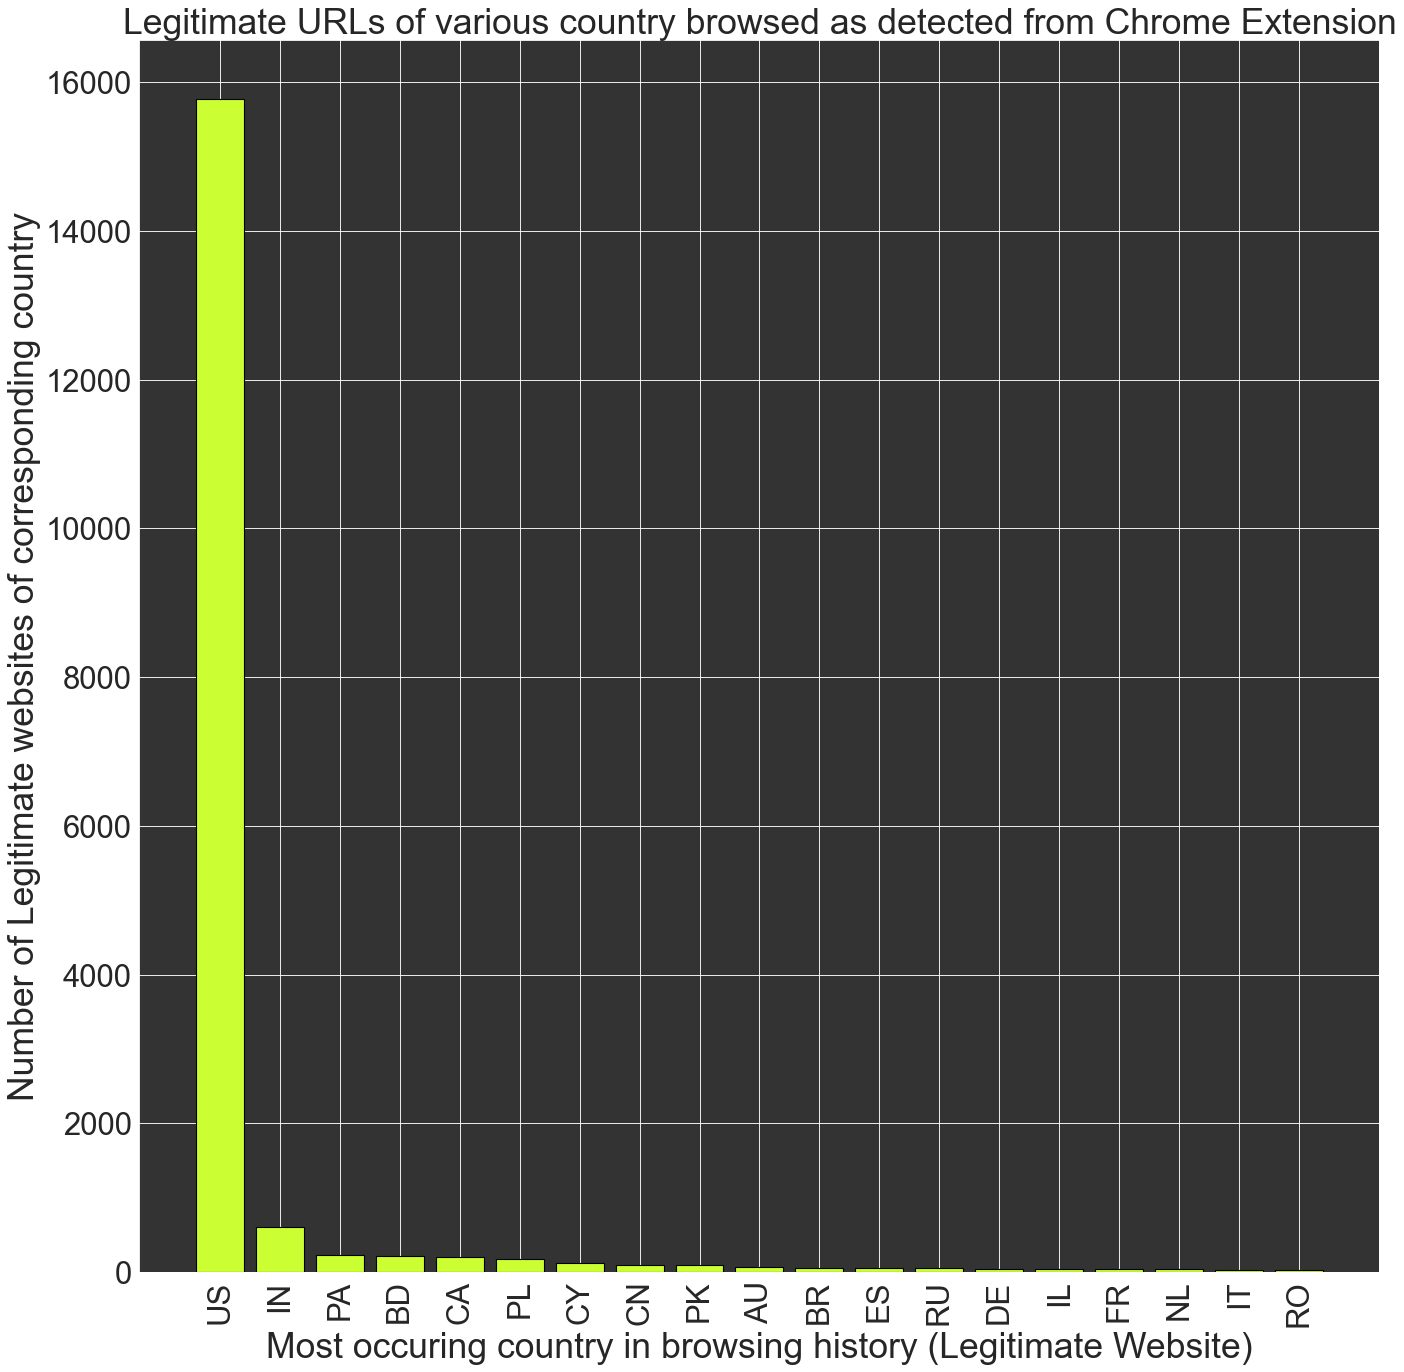 Legitimate URLs of various country browsed as detected from Chrome Extension
Number of Legitimate websites of corresponding country
16000
14000
12000
10000
8000
6000
4000
2000
0
US IN PA BD CA PL CY CN PK AU BR ES RU DE IL FR NL IT RO
Most occuring country in browsing history (Legitimate Website)